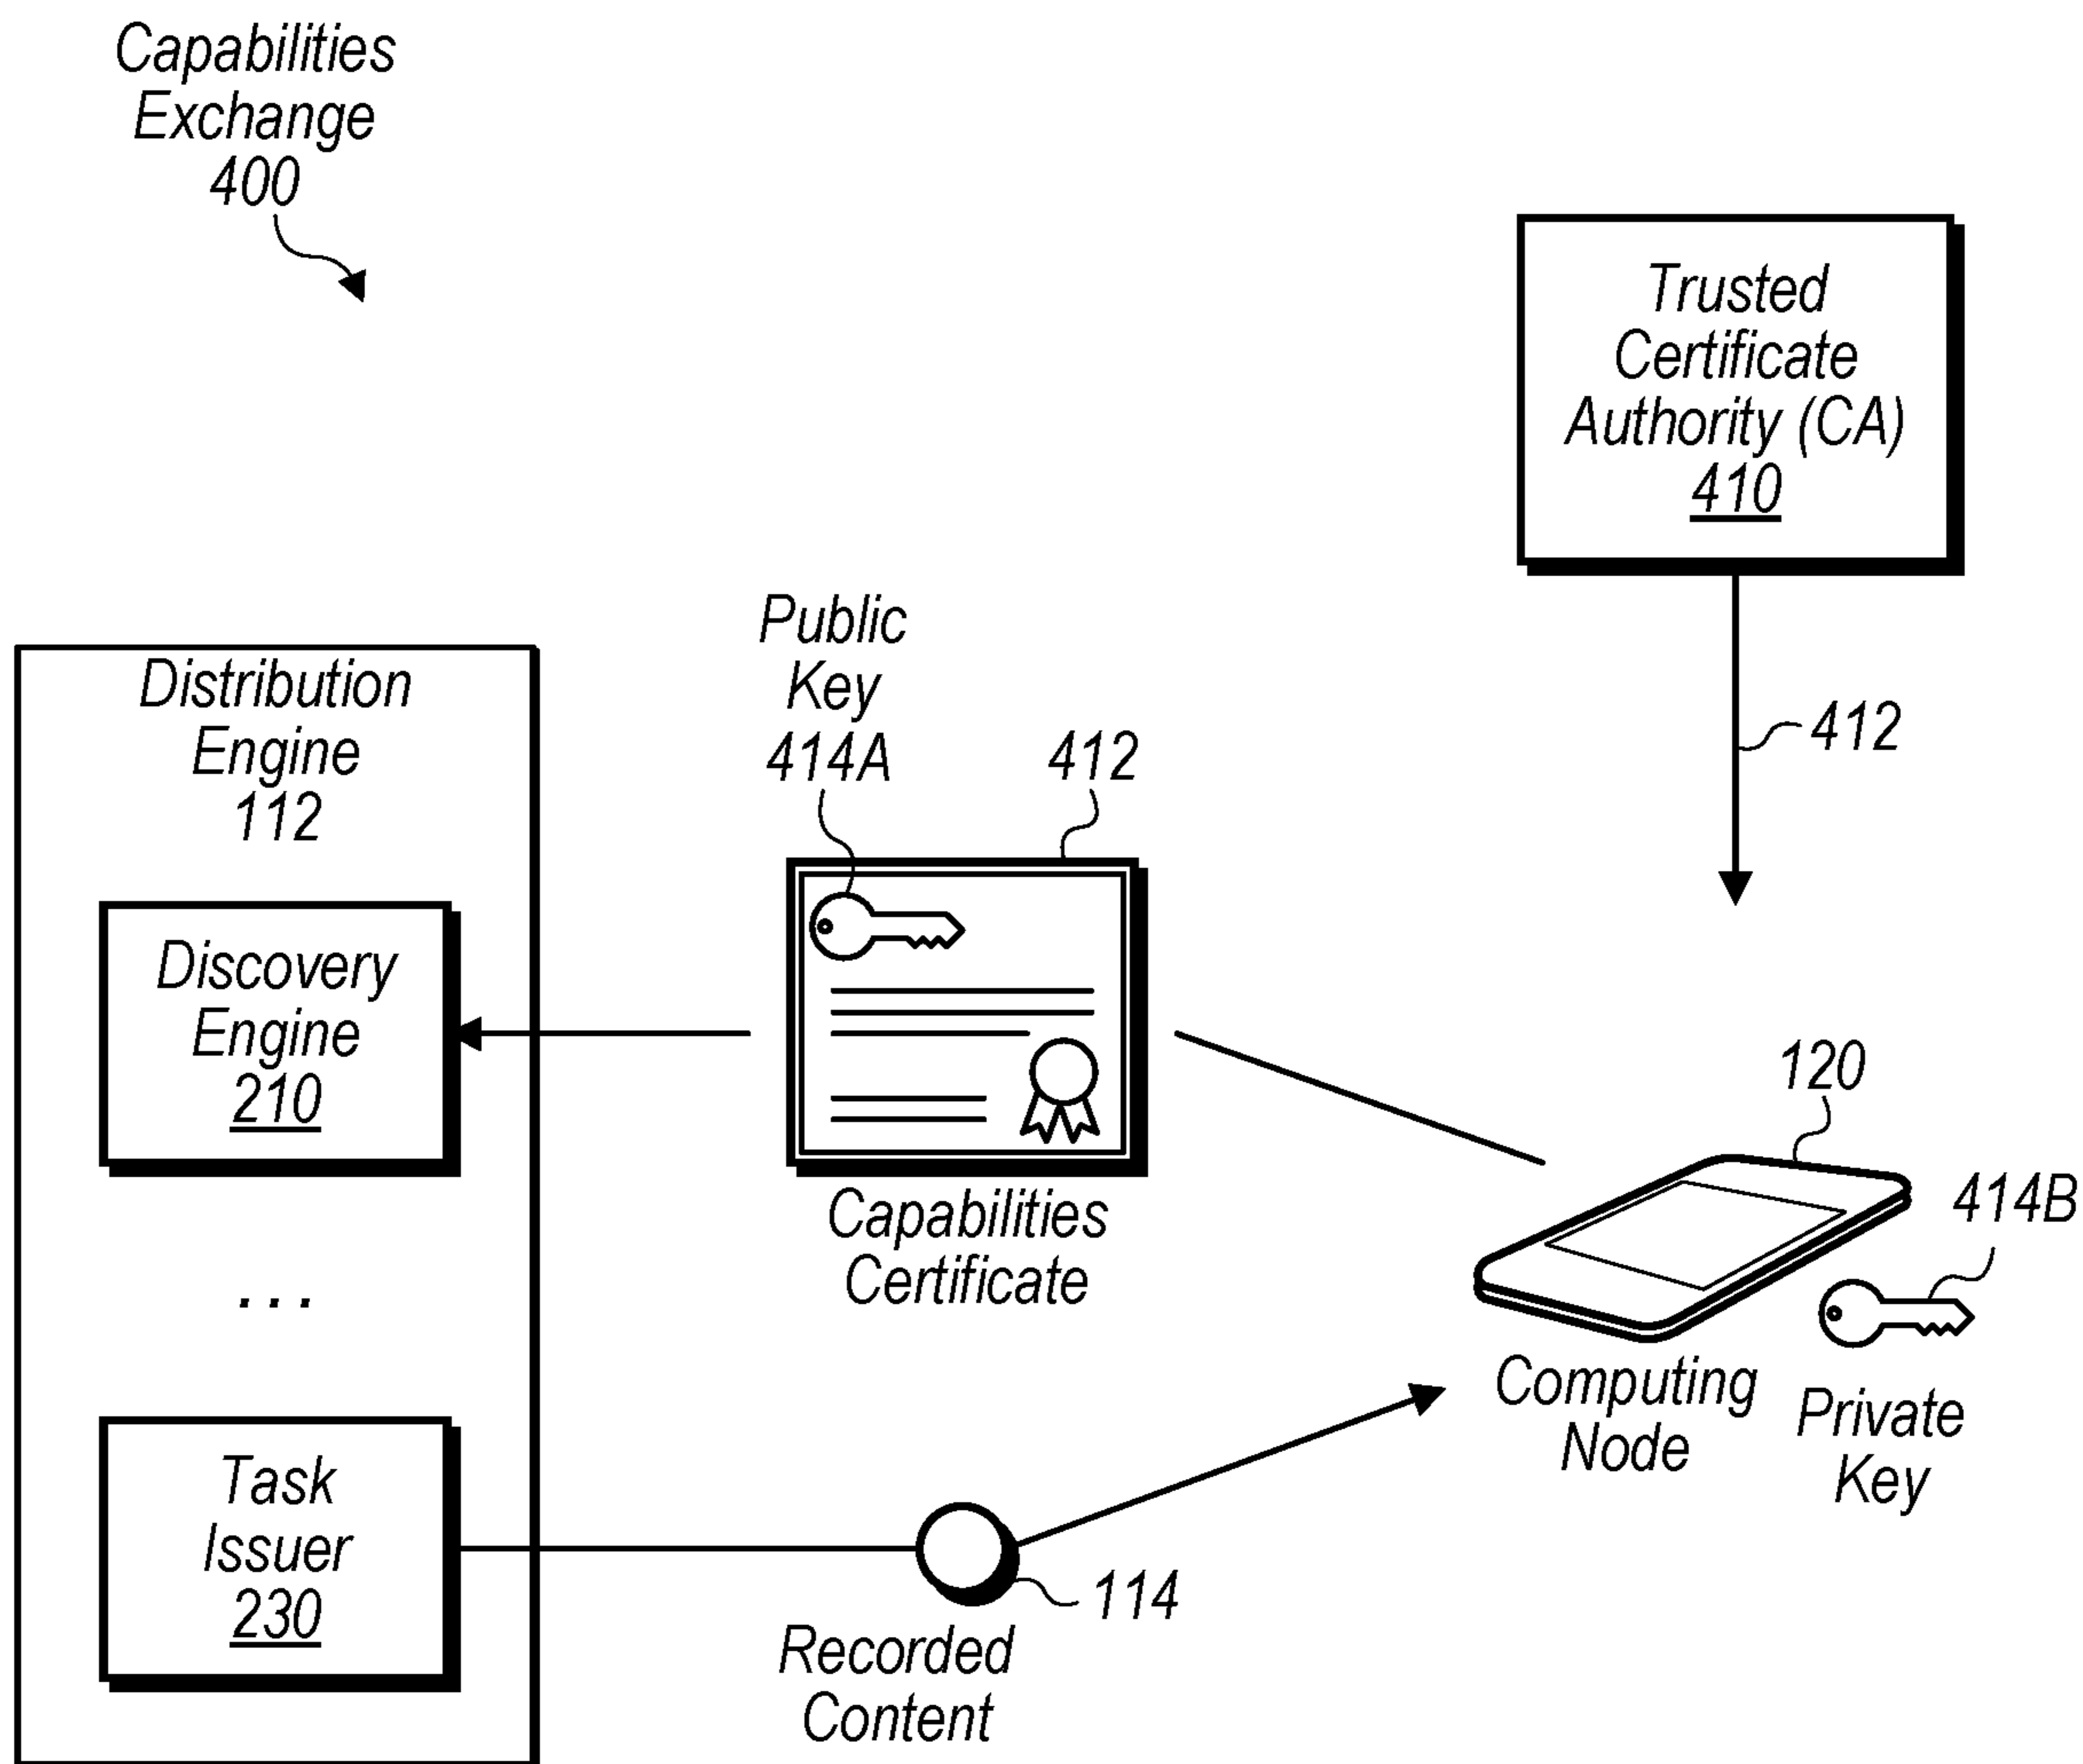 Capabilities
Exchange
400
Trusted
Certificate
Authority (CA)
410
412
Public
Key
414A
412
Distribution
Engine
112
Discovery
Engine
210
Capabilities
Certificate
120
414B
Computing
Node
Private
Key
...
Task
Issuer
230
114
Recorded
Content